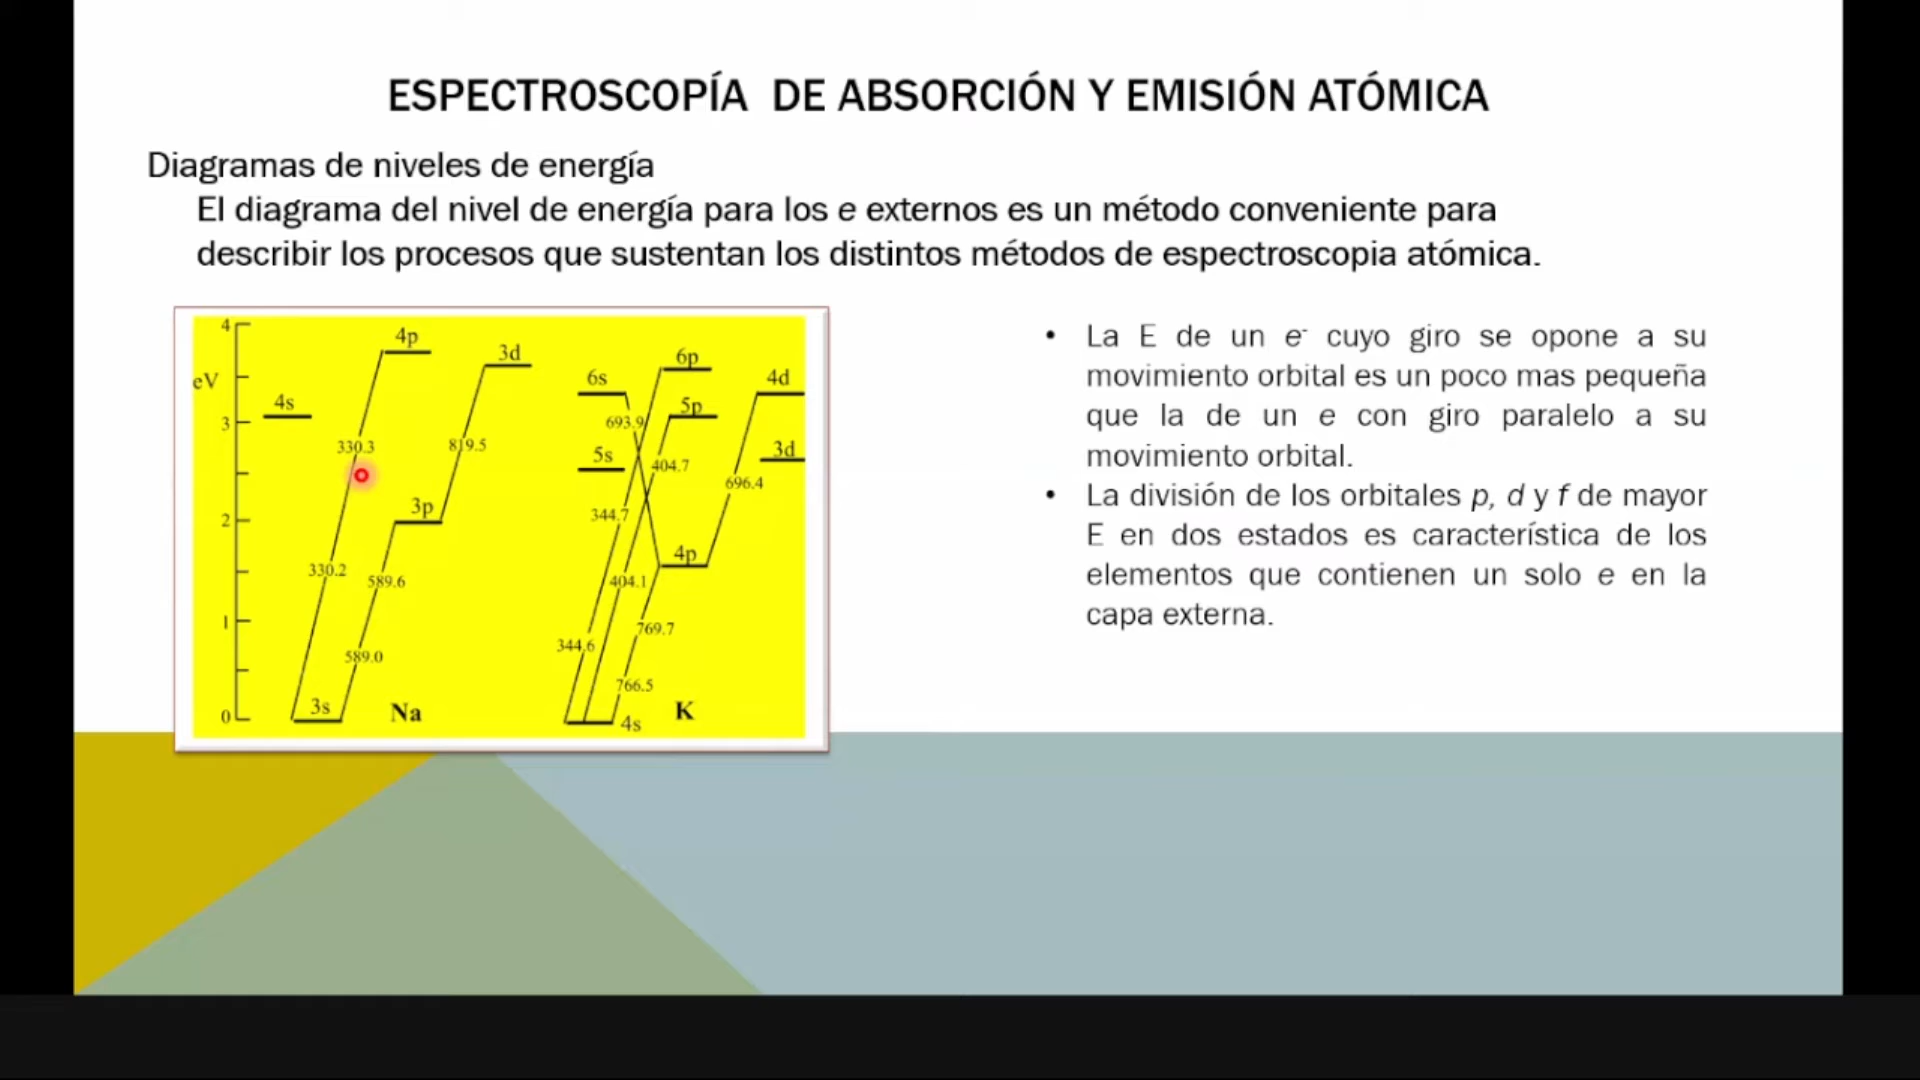 ESPECTROSCOPÍA DE ABSORCIÓN Y EMISIÓN ATÓMICA
Diagramas de niveles de energía
El diagrama del nivel de energía para los e externos es un método conveniente para
describir los procesos que sustentan los distintos métodos de espectroscopia atómica.
4
eV
3
2
1
0
4s
4p
3d
330.3
819.5
3p
330.2
589.6
589.0
3s
Na
6s
6p
4d
693.9
5p
5s
404.7
3d
696.4
344.7
4p
404.1
769.7
344.6
766.5
4s
K
• La E de un e- cuyo giro se opone a su
movimiento orbital es un poco mas pequeña
que la de un e con giro paralelo a su
movimiento orbital.
• La división de los orbitales p, d y f de mayor
E en dos estados es característica de los
elementos que contienen un solo e en la
capa externa.